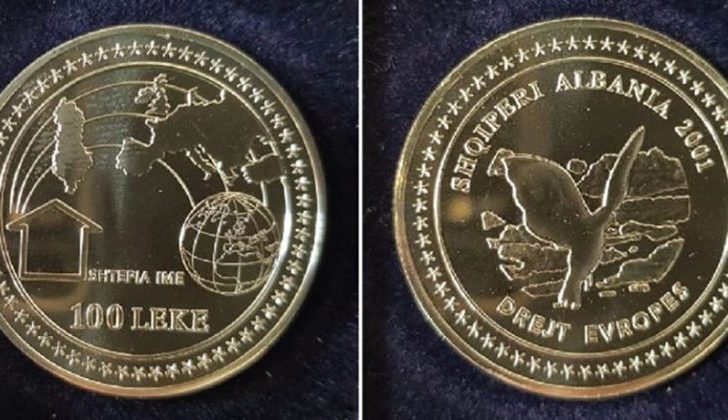 SHTEPIA IME
100 LEKE
SHQIPERI ALBANIA 2001
DREJT EVROPES